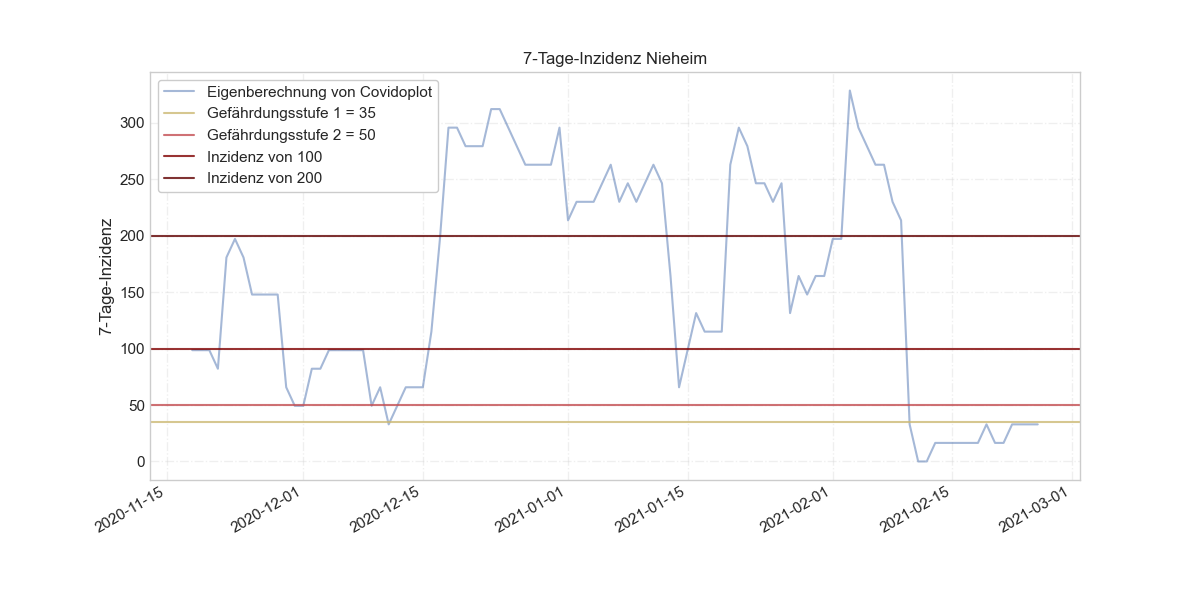 7-Tage-Inzidenz Nieheim
Eigenberechnung von Covidoplot
Gefährdungsstufe 1 = 35
Gefährdungsstufe 2 = 50
Inzidenz von 100
Inzidenz von 200
7-Tage-Inzidenz
300
250
200
150
100
50
0
2020-11-15
2020-12-01
2020-12-15
2021-01-01
2021-01-15
2021-02-01
2021-02-15
2021-03-01